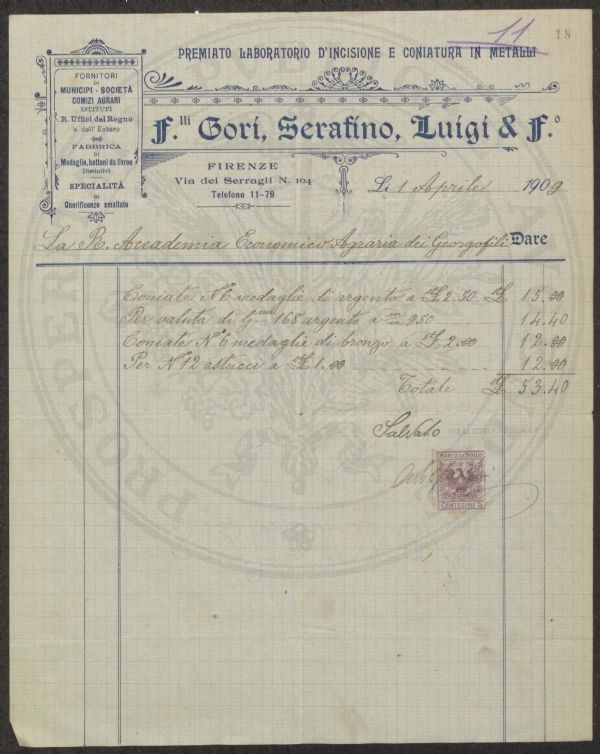 11
18
PREMIATO LABORATORIO D'INCISIONE E CONIATURA IN METALLI
FORNITORI
DI
MUNICIPI - SOCIETÀ
COMIZI AGRARI
ISTITUTI
R. Uffici del Regno
e dell'Estero
FABBRICA
DI
Medaglie, bottoni da livree
Distintivi
SPECIALITÀ
DI
Onorificenze smaltate
F.lli Gori, Serafino, Luigi & F.o
FIRENZE
Via dei Serragli N. 104
Telefono 11-79
Li 1 Aprile 1909
La R. Accademia Economico Agraria dei Georgofili Dare
Coniate N° 6 medaglie di argento a £ 2.50 £ 15.00
Per valuta di G.mi 168 argento a m/m 950 14.40
Coniate N° 6 medaglie di bronzo a £ 2.00 12.00
Per N° 12 astucci a £ 1.00 12.00
Totale £ 53.40
Saldato
MARCA DA BOLLO
CENTESIMI 5